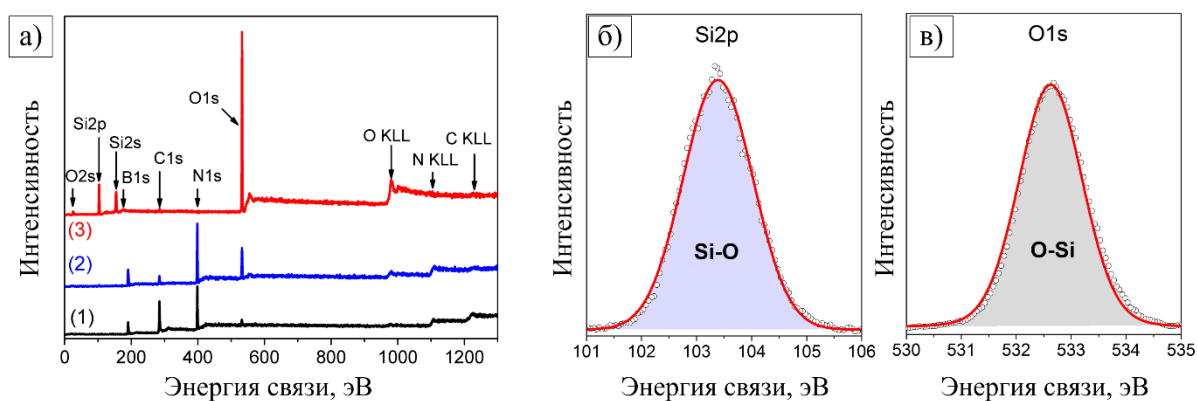 а)
Интенсивность
O2s
Si2p
Si2s
B1s
C1s
N1s
O1s
O KLL
N KLL
C KLL
(3)
(2)
(1)
0 200 400 600 800 1000 1200
Энергия связи, эВ
б)
Si2p
Интенсивность
Si-O
101 102 103 104 105 106
Энергия связи, эВ
в)
O1s
Интенсивность
O-Si
530 531 532 533 534 535
Энергия связи, эВ